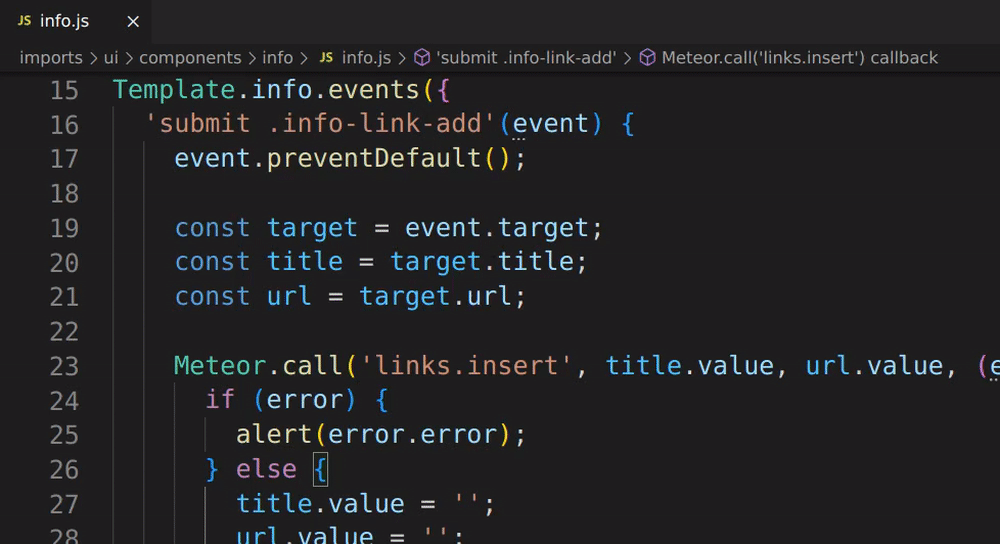 JS info.js ×
imports > ui > components > info > JS info.js > 'submit .info-link-add' > Meteor.call('links.insert') callback
15 Template.info.events({
16 'submit .info-link-add'(event) {
17 event.preventDefault();
18
19 const target = event.target;
20 const title = target.title;
21 const url = target.url;
22
23 Meteor.call('links.insert', title.value, url.value, (e
24 if (error) {
25 alert(error.error);
26 } else {
27 title.value = '';
28 url.value = '';